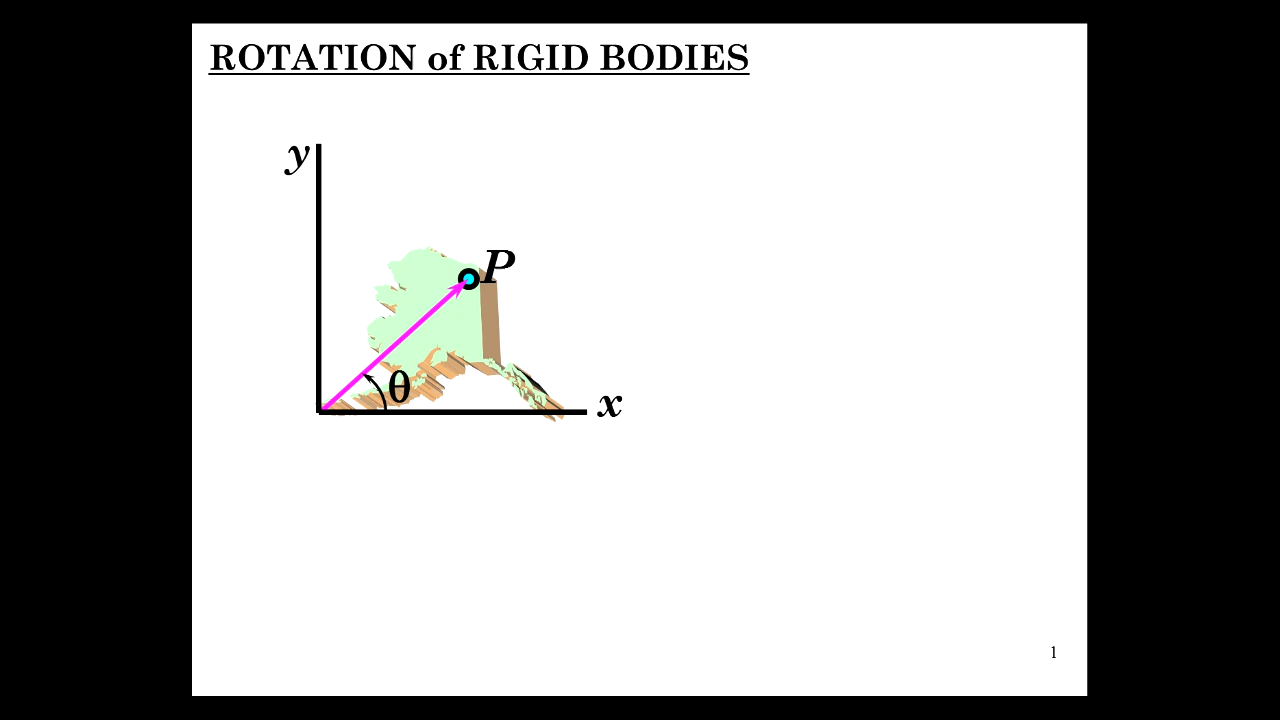 ROTATION of RIGID BODIES
y
P
θ
x
1